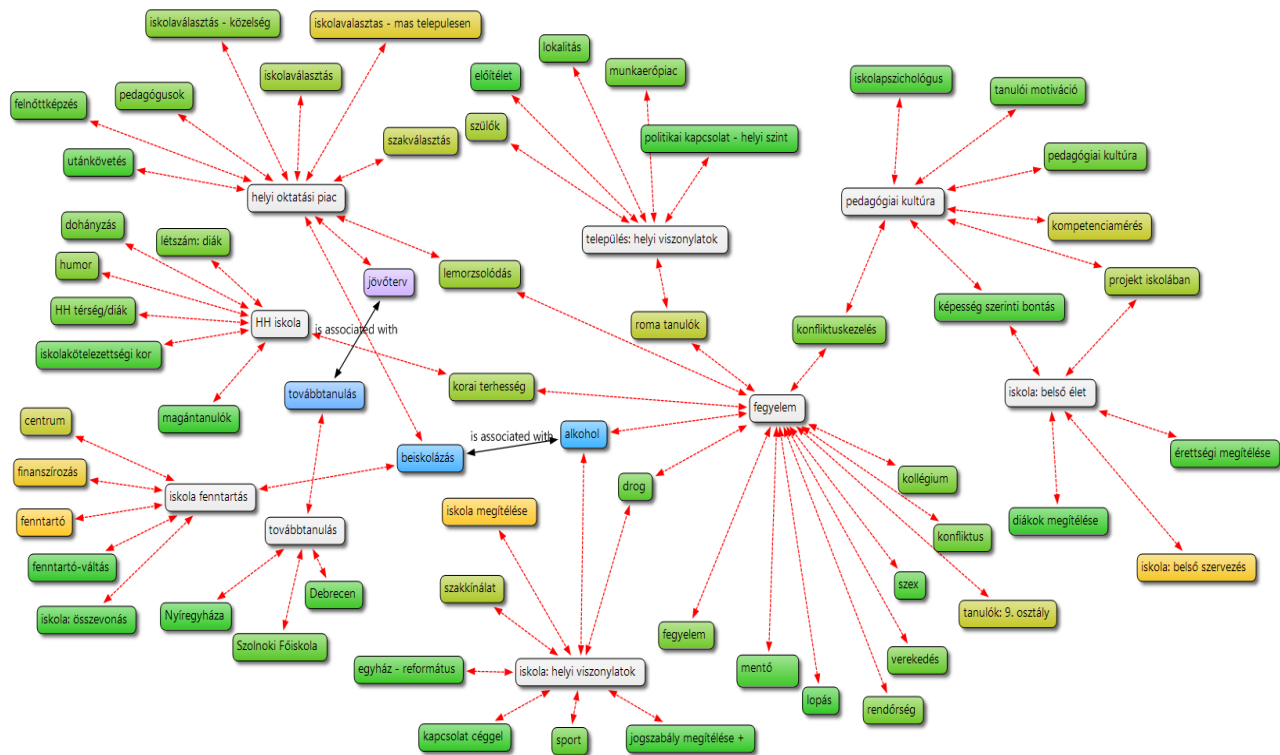 iskolaválasztás - közelség
iskolavalasztas - mas telepulesen
lokalitás
előítélet
munkaerőpiac
iskolaválasztás
iskolapszichológus
tanulói motiváció
pedagógusok
felnőttképzés
szülők
szakválasztás
politikai kapcsolat - helyi szint
pedagógiai kultúra
utánkövetés
helyi oktatási piac
pedagógiai kultúra
kompetenciamérés
dohányzás
létszám: diák
település: helyi viszonylatok
humor
jövőterv
lemorzsolódás
projekt iskolában
HH térség/diák
HH iskola
is associated with
roma tanulók
konfliktuskezelés
képesség szerinti bontás
iskolakötelezettségi kor
továbbtanulás
korai terhesség
iskola: belső élet
magántanulók
fegyelem
centrum
is associated with
alkohol
érettségi megítélése
finanszírozás
beiskolázás
iskola fenntartás
drog
kollégium
fenntartó
továbbtanulás
iskola megítélése
diákok megítélése
konfliktus
fenntartó-váltás
iskola: belső szervezés
szakkínálat
szex
Debrecen
iskola: összevonás
Nyíregyháza
tanulók: 9. osztály
fegyelem
Szolnoki Főiskola
verekedés
egyház - református
iskola: helyi viszonylatok
mentő
lopás
rendőrség
kapcsolat céggel
sport
jogszabály megítélése +